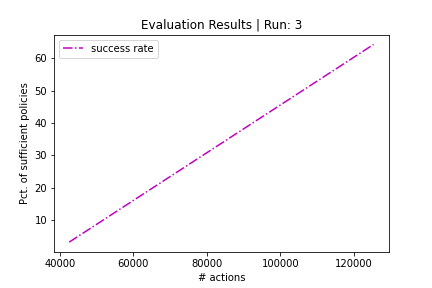 Evaluation Results | Run: 3
success rate
Pct. of sufficient policies
60
50
40
30
20
10
40000 60000 80000 100000 120000
# actions